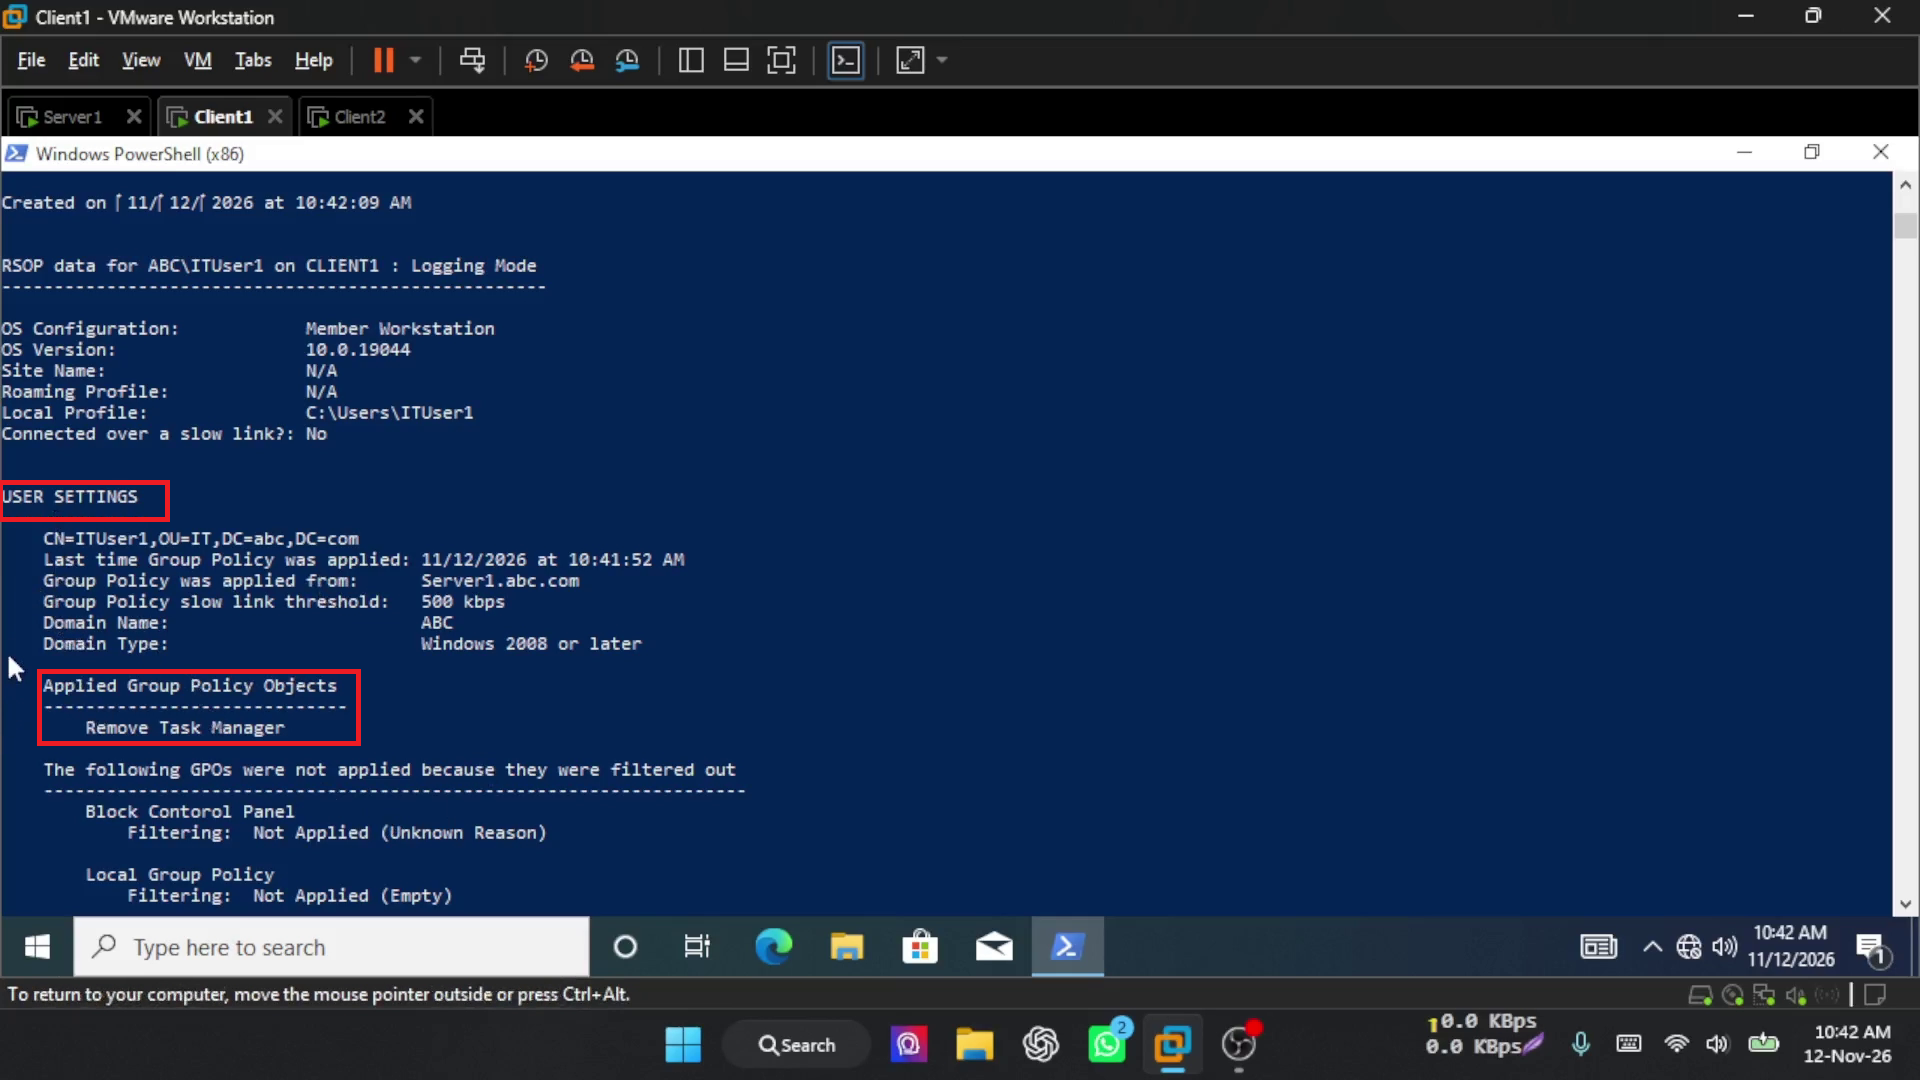 Client1 - VMware Workstation
File Edit View VM Tabs Help
Server1 Client1 Client2
Windows PowerShell (x86)
Created on 11/ 12/ 2026 at 10:42:09 AM
RSOP data for ABC\ITUser1 on CLIENT1 : Logging Mode
----------------------------------------------------
OS Configuration: Member Workstation
OS Version: 10.0.19044
Site Name: N/A
Roaming Profile: N/A
Local Profile: C:\Users\ITUser1
Connected over a slow link?: No
USER SETTINGS
CN=ITUser1,OU=IT,DC=abc,DC=com
Last time Group Policy was applied: 11/12/2026 at 10:41:52 AM
Group Policy was applied from: Server1.abc.com
Group Policy slow link threshold: 500 kbps
Domain Name: ABC
Domain Type: Windows 2008 or later
Applied Group Policy Objects
-----------------------------
Remove Task Manager
The following GPOs were not applied because they were filtered out
-------------------------------------------------------------------
Block Contorol Panel
Filtering: Not Applied (Unknown Reason)
Local Group Policy
Filtering: Not Applied (Empty)
Type here to search
10:42 AM
11/12/2026
1
To return to your computer, move the mouse pointer outside or press Ctrl+Alt.
Search
2
0.0 KBps
0.0 KBps
10:42 AM
12-Nov-26